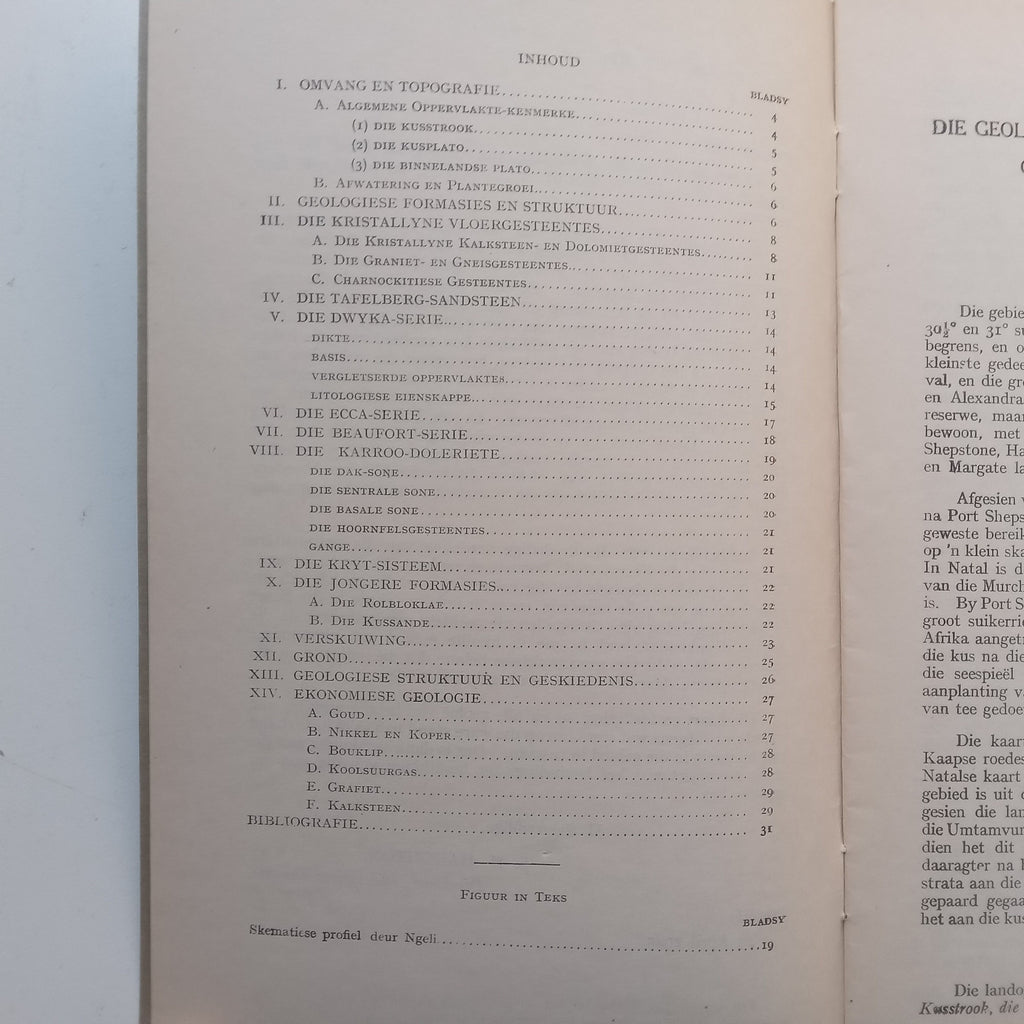 INHOUD
BLADSY
I. OMVANG EN TOPOGRAFIE 4
A. Algemene Oppervlakte-kenmerke 4
(1) die kusstrook 5
(2) die kusplato 5
(3) die binnelandse plato 6
B. Afwatering en Plantegroei 6
II. GEOLOGIESE FORMASIES EN STRUKTUUR 6
III. DIE KRISTALLYNE VLOERGESTEENTES 8
A. Die Kristallyne Kalksteen- en Dolomietgesteentes 8
B. Die Graniet- en Gneisgesteentes 11
C. Charnockitiese Gesteentes 11
IV. DIE TAFELBERG-SANDSTEEN 13
V. DIE DWYKA-SERIE 14
dikte 14
basis 14
vergletserde oppervlaktes 14
litologiese eienskappe 15
VI. DIE ECCA-SERIE 17
VII. DIE BEAUFORT-SERIE 18
VIII. DIE KARROO-DOLERIETE 19
die dak-sone 20
die sentrale sone 20
die basale sone 20
die hoornfelsgesteentes 21
gange 21
IX. DIE KRYT-SISTEEM 21
X. DIE JONGERE FORMASIES 22
A. Die Rolbloklae 22
B. Die Kussande 22
XI. VERSKUIWING 23
XII. GROND 25
XIII. GEOLOGIESE STRUKTUUR EN GESKIEDENIS 26
XIV. EKONOMIESE GEOLOGIE 27
A. Goud 27
B. Nikkel en Koper 27
C. Bouklip 28
D. Koolsuurgas 28
E. Grafiet 29
F. Kalksteen 29
BIBLIOGRAFIE 31
Figuur in Teks
BLADSY
Skematiese profiel deur Ngeli 19
DIE GEOL
Die gebie
30½° en 31° s
begrens, en o
kleinste gedee
val, en die gr
en Alexandra
reserwe, maa
bewoon, met
Shepstone, Ha
en Margate la
Afgesien
na Port Sheps
geweste bereik
op 'n klein ska
In Natal is d
van die Murch
is. By Port S
groot suikerrie
Afrika aanget
die kus na die
die seespieël
aanplanting v
van tee gedoe
Die kaar
Kaapse roedes
Natalse kaart
gebied is uit
gesien die lan
die Umtamvu
dien het dit
daaragter na
strata aan die
gepaard gegaa
het aan die kus
Die lando
Kusstrook, die